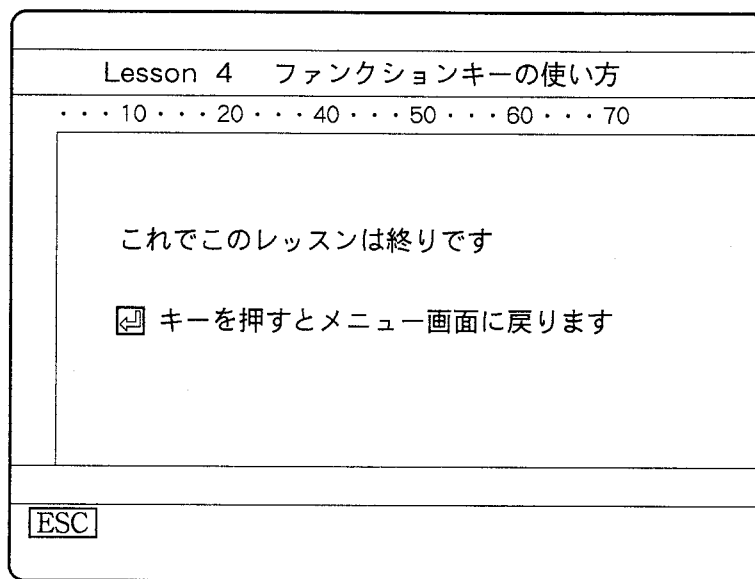 Lesson 4 ファンクションキーの使い方
・・・10・・・20・・・40・・・50・・・60・・・70
これでこのレッスンは終りです
⏎ キーを押すとメニュー画面に戻ります
ESC